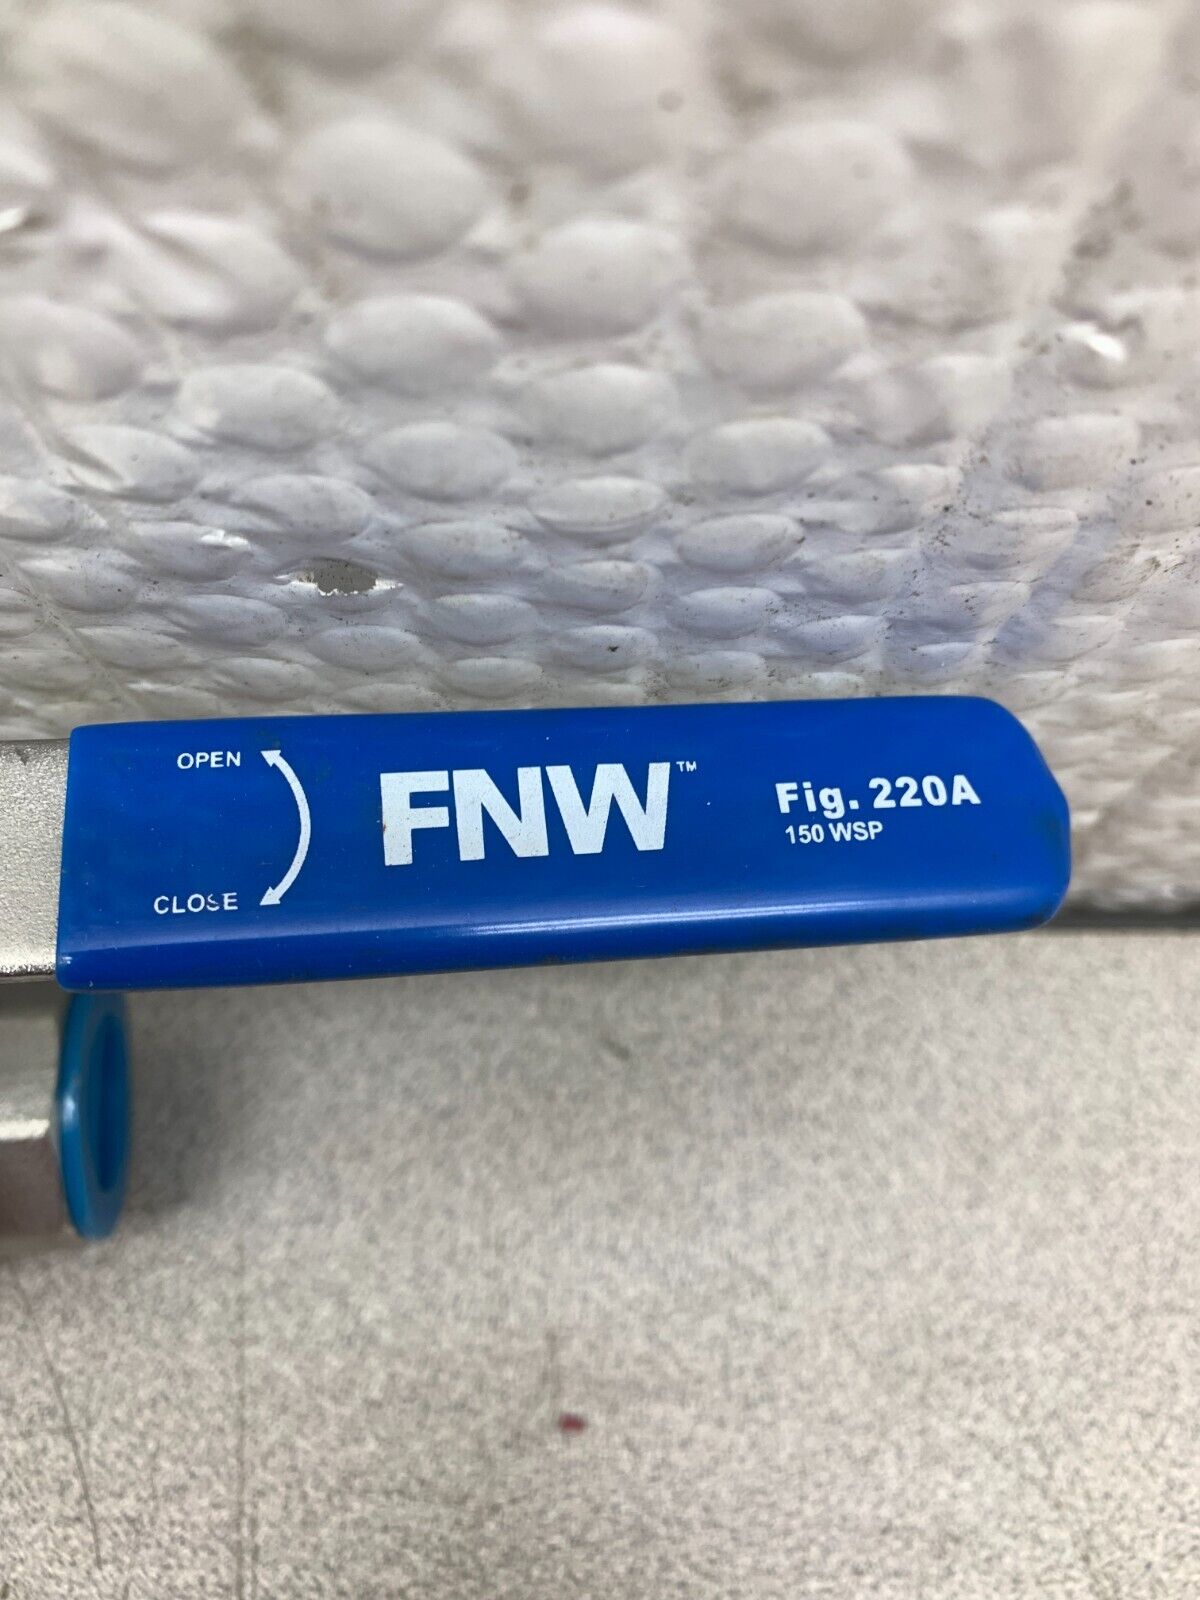 OPEN
CLOSE
FNW™
Fig. 220A
150 WSP